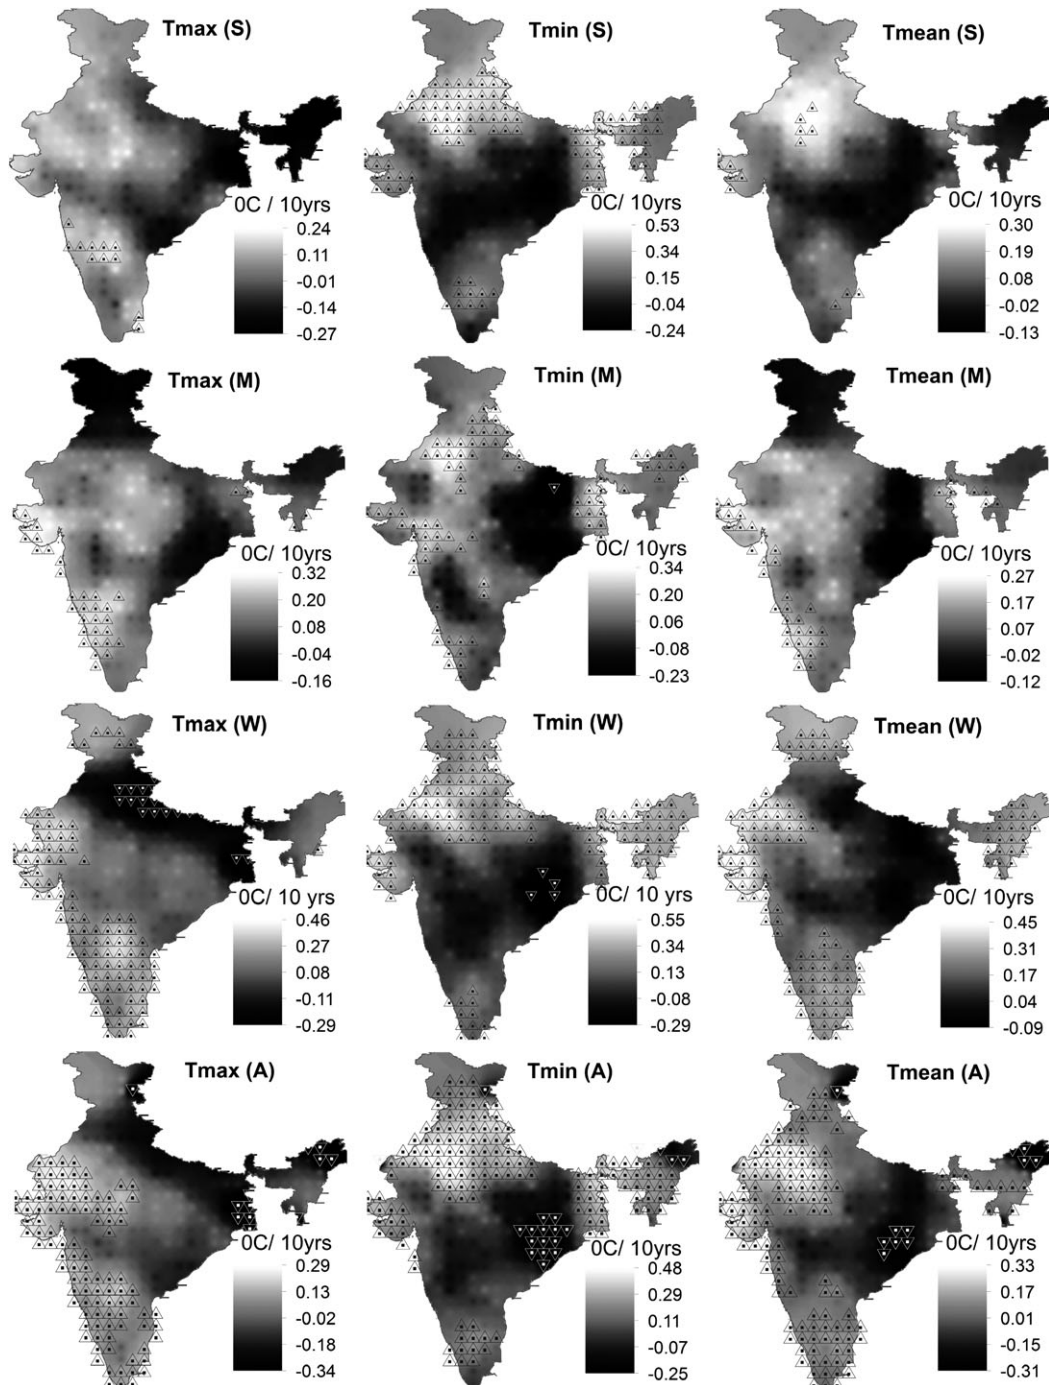 Tmax (S)
0C / 10yrs
0.24
0.11
-0.01
-0.14
-0.27
Tmin (S)
0C / 10yrs
0.53
0.34
0.15
-0.04
-0.24
Tmean (S)
0C / 10yrs
0.30
0.19
0.08
-0.02
-0.13
Tmax (M)
0C/ 10yrs
0.32
0.20
0.08
-0.04
-0.16
Tmin (M)
0C/ 10yrs
0.34
0.20
0.06
-0.08
-0.23
Tmean (M)
0C/ 10yrs
0.27
0.17
0.07
-0.02
-0.12
Tmax (W)
0C/ 10 yrs
0.46
0.27
0.08
-0.11
-0.29
Tmin (W)
0C/ 10 yrs
0.55
0.34
0.13
-0.08
-0.29
Tmean (W)
0C/ 10yrs
0.45
0.31
0.17
0.04
-0.09
Tmax (A)
0C/ 10yrs
0.29
0.13
-0.02
-0.18
-0.34
Tmin (A)
0C/ 10yrs
0.48
0.29
0.11
-0.07
-0.25
Tmean (A)
0C/ 10yrs
0.33
0.17
0.01
-0.15
-0.31